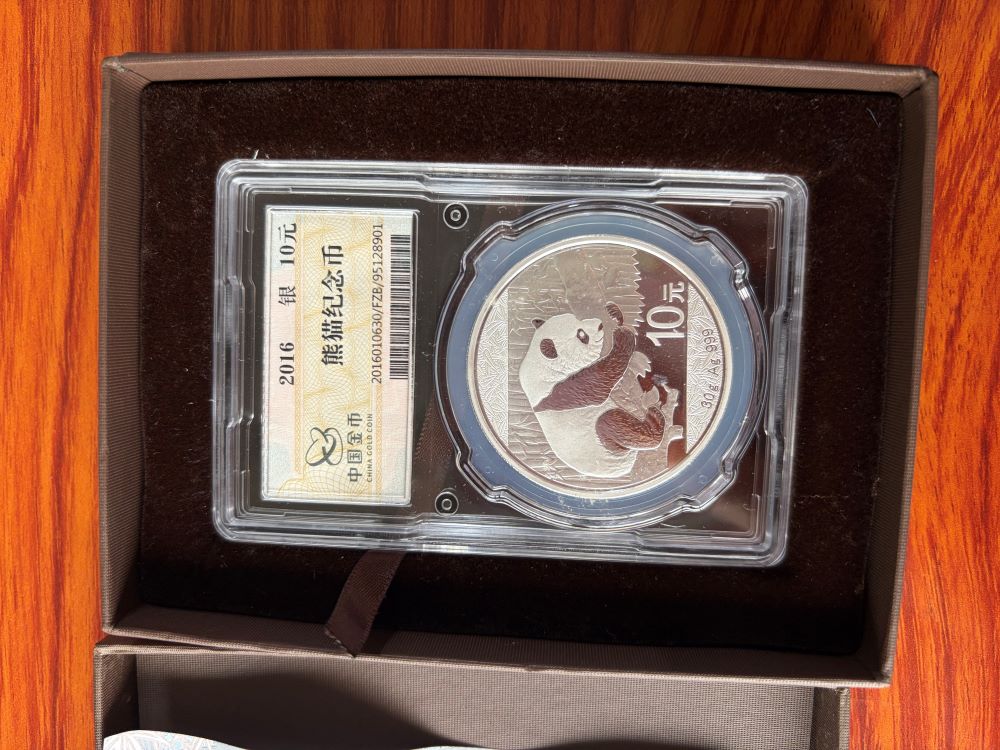 2016 银 10元
熊猫纪念币
2016010630/FZB/95128901
中国金币
CHINA GOLD COIN
10元
30g Ag.999